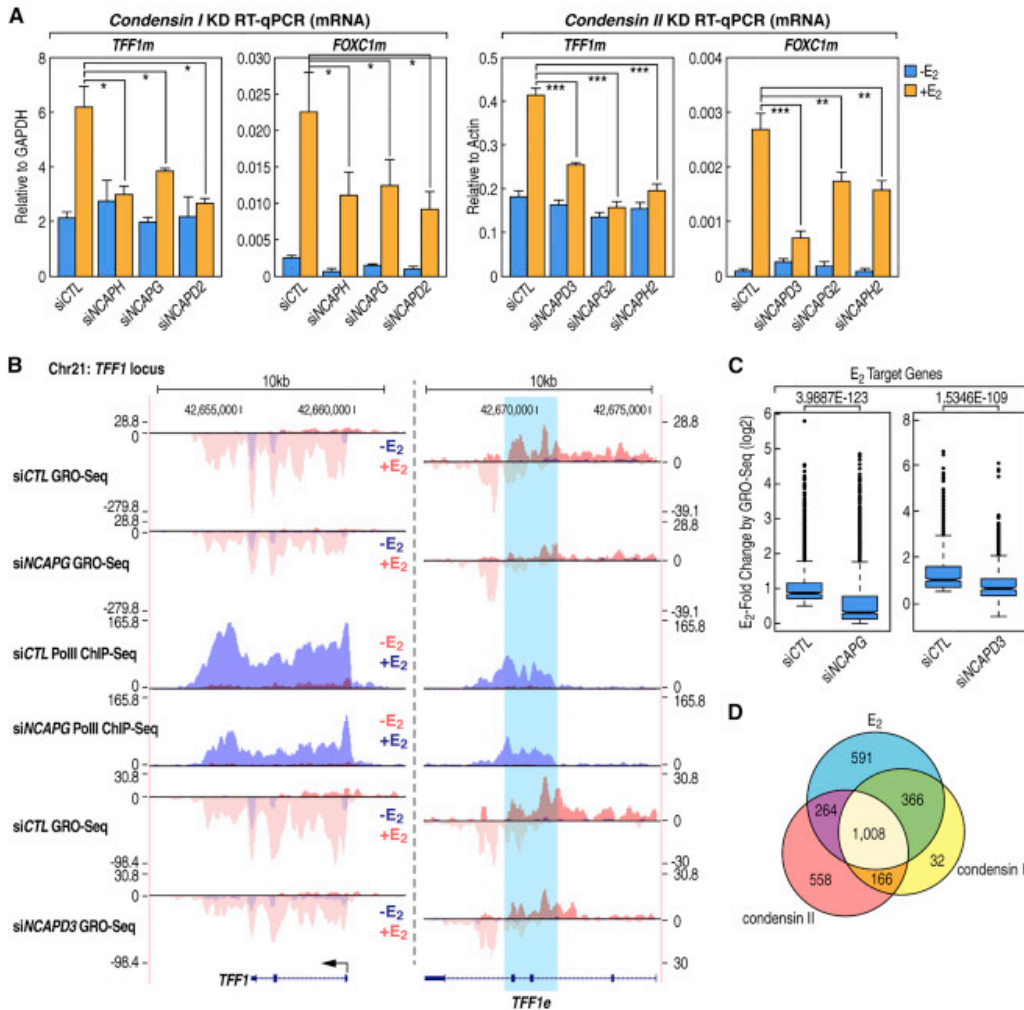 A
Condensin I KD RT-qPCR (mRNA)
TFF1m
FOXC1m
Relative to GAPDH
8
6
4
2
0
0.030
0.025
0.020
0.015
0.010
0.005
0.000
* * *
* * *
siCTL siNCAPH siNCAPG siNCAPD2
siCTL siNCAPH siNCAPG siNCAPD2
Condensin II KD RT-qPCR (mRNA)
TFF1m
FOXC1m
Relative to Actin
0.4
0.3
0.2
0.1
0.0
0.004
0.003
0.002
0.001
0
*** *** ***
*** ** **
siCTL siNCAPD3 siNCAPG2 siNCAPH2
siCTL siNCAPD3 siNCAPG2 siNCAPH2
-E2
+E2
B
Chr21: TFF1 locus
10kb
10kb
42,655,000 42,660,000
42,670,000 42,675,000
siCTL GRO-Seq
28.8
0
-279.8
-E2
+E2
28.8
0
-39.1
siNCAPG GRO-Seq
28.8
0
-279.8
-E2
+E2
28.8
0
-39.1
siCTL PolII ChIP-Seq
165.8
0
-E2
+E2
165.8
0
siNCAPG PolII ChIP-Seq
165.8
0
-E2
+E2
165.8
0
siCTL GRO-Seq
30.8
0
-98.4
-E2
+E2
30.8
0
-30
siNCAPD3 GRO-Seq
30.8
0
-98.4
-E2
+E2
30.8
0
30
TFF1
TFF1e
C
E2 Target Genes
3.9887E-123
1.5346E-109
E2-Fold Change by GRO-Seq (log2)
6
5
4
3
2
1
0
8
6
4
2
0
siCTL siNCAPG
siCTL siNCAPD3
D
E2
591
264
366
1,008
558
166
32
condensin I
condensin II